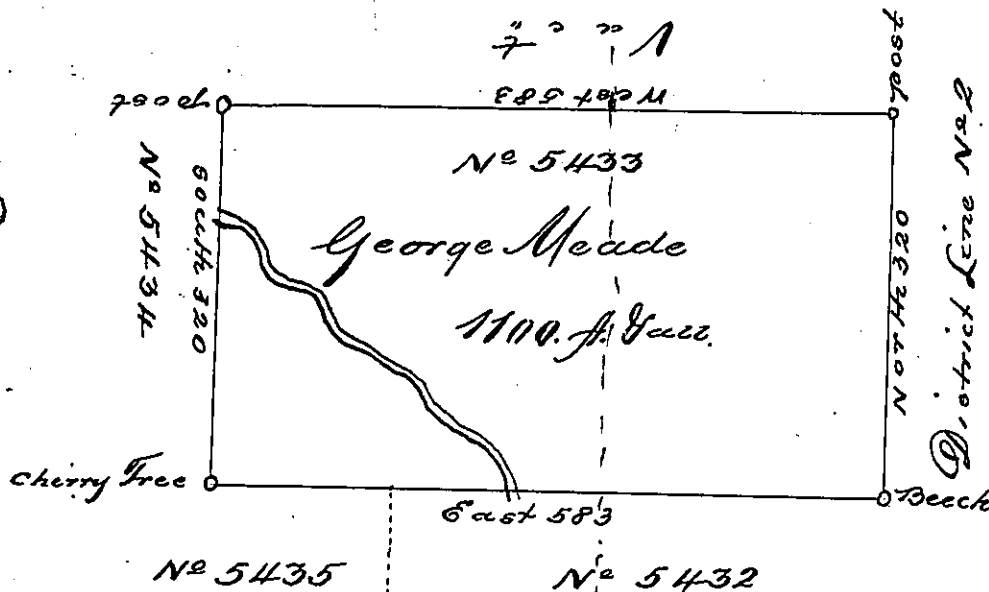 V a c t
West 583
post
post
Nº 5433
George Meade
1100. A.
Nº 5434
South 320
North 320
District Line Nº 2
Cherry Tree
East 583
Beech
Nº 5435
Nº 5432